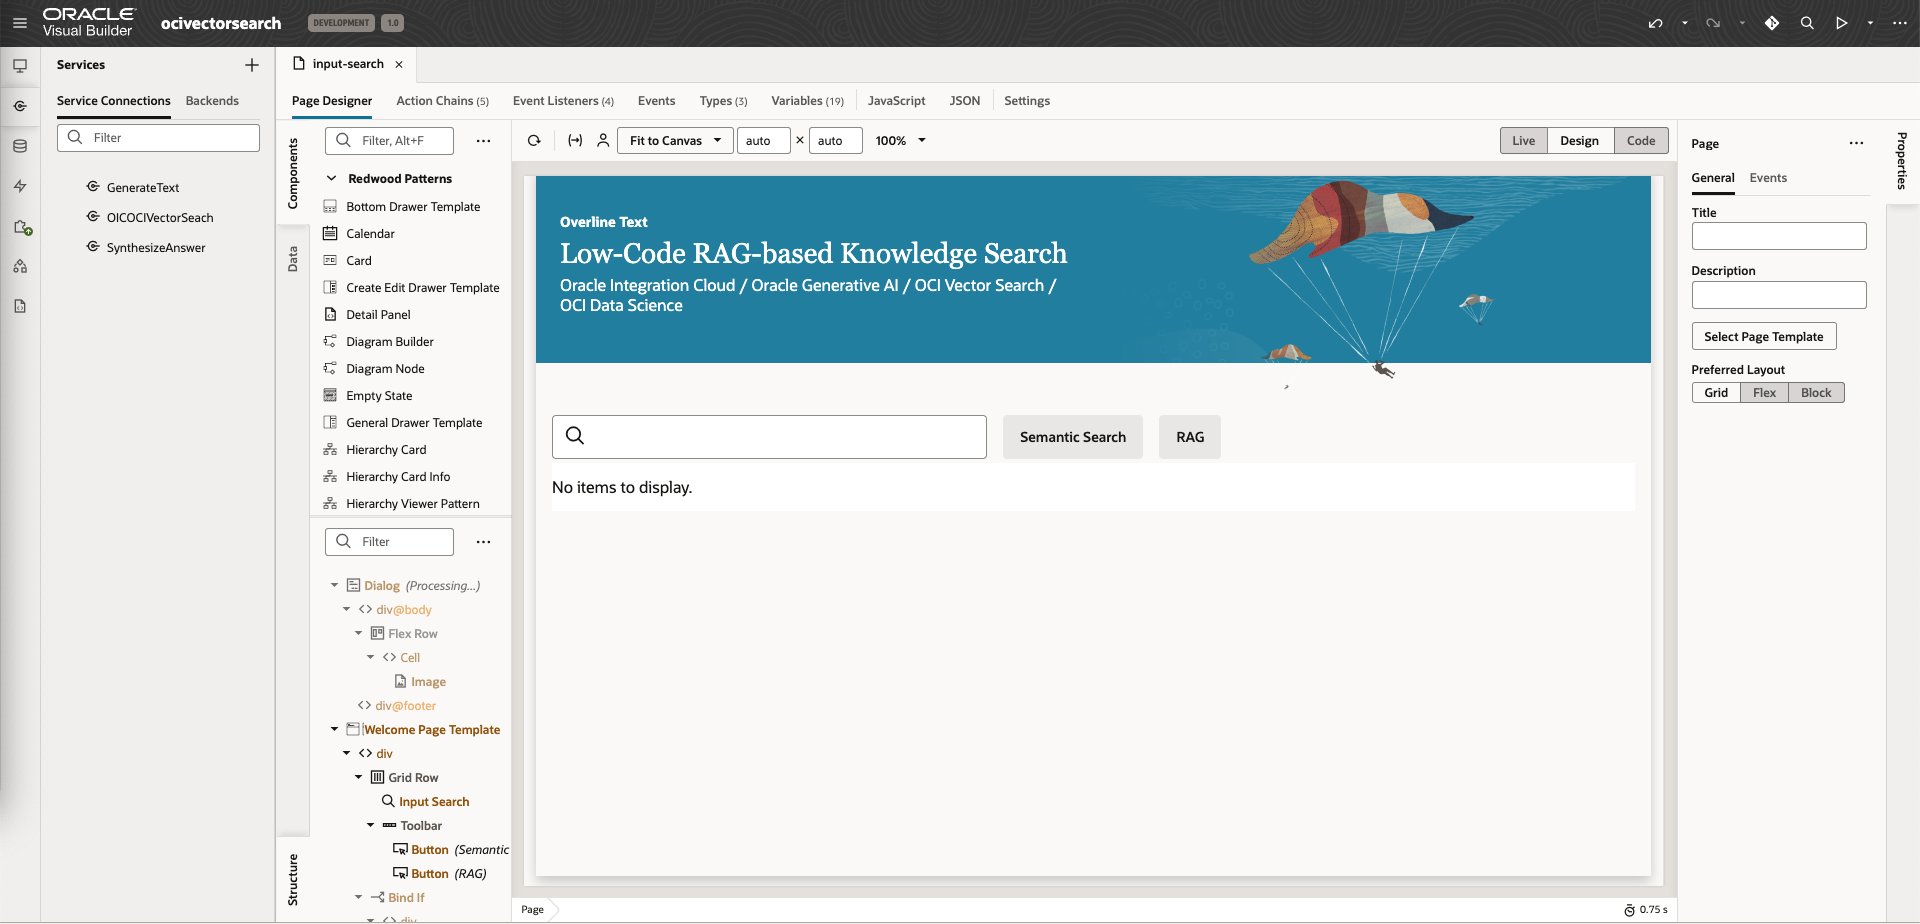 ORACLE
Visual Builder
ocivectorsearch
DEVELOPMENT
1.0
Services
Service Connections
Backends
Filter
GenerateText
OICOCIVectorSeach
SynthesizeAnswer
input-search
Page Designer
Action Chains (5)
Event Listeners (4)
Events
Types (3)
Variables (19)
JavaScript
JSON
Settings
Components
Data
Filter, Alt+F
Redwood Patterns
Bottom Drawer Template
Calendar
Card
Create Edit Drawer Template
Detail Panel
Diagram Builder
Diagram Node
Empty State
General Drawer Template
Hierarchy Card
Hierarchy Card Info
Hierarchy Viewer Pattern
Structure
Filter
Dialog (Processing...)
div@body
Flex Row
Cell
Image
div@footer
Welcome Page Template
div
Grid Row
Input Search
Toolbar
Button (Semantic
Button (RAG)
Bind If
div
Fit to Canvas
auto
×
auto
100%
Live
Design
Code
Overline Text
Low-Code RAG-based Knowledge Search
Oracle Integration Cloud / Oracle Generative AI / OCI Vector Search /
OCI Data Science
Semantic Search
RAG
No items to display.
Page
0.75 s
Page
General
Events
Title
Description
Select Page Template
Preferred Layout
Grid
Flex
Block
Properties